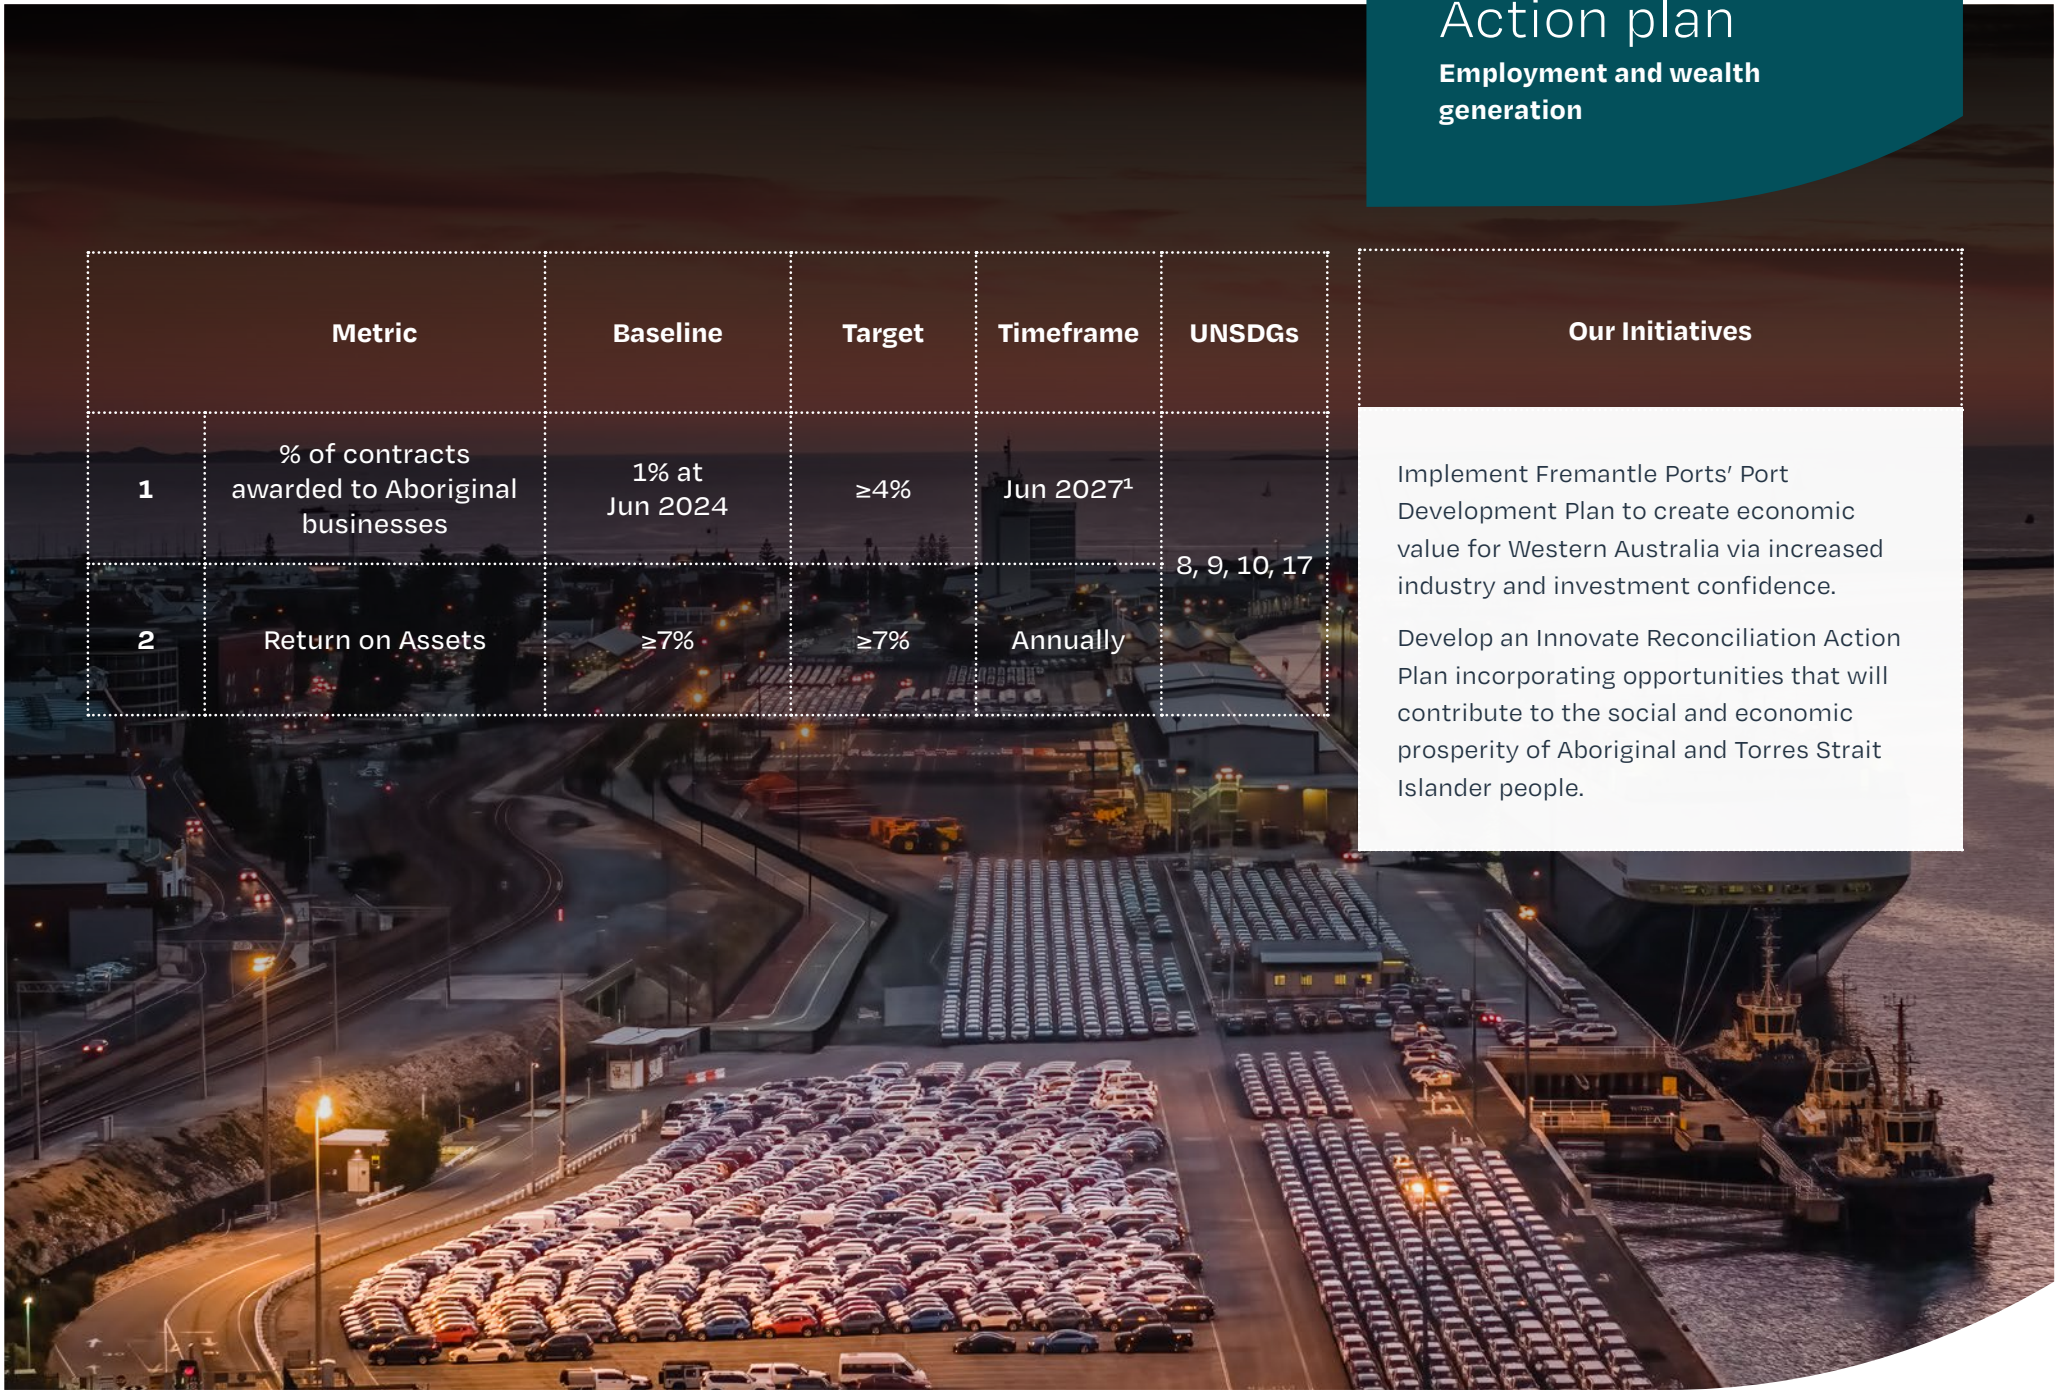 Action plan
Employment and wealth
generation
Metric
Baseline
Target
Timeframe
UNSDGs
Our Initiatives
1
% of contracts
awarded to Aboriginal
businesses
1% at
Jun 2024
≥4%
Jun 2027¹
8, 9, 10, 17
2
Return on Assets
≥7%
≥7%
Annually
Implement Fremantle Ports’ Port
Development Plan to create economic
value for Western Australia via increased
industry and investment confidence.
Develop an Innovate Reconciliation Action
Plan incorporating opportunities that will
contribute to the social and economic
prosperity of Aboriginal and Torres Strait
Islander people.